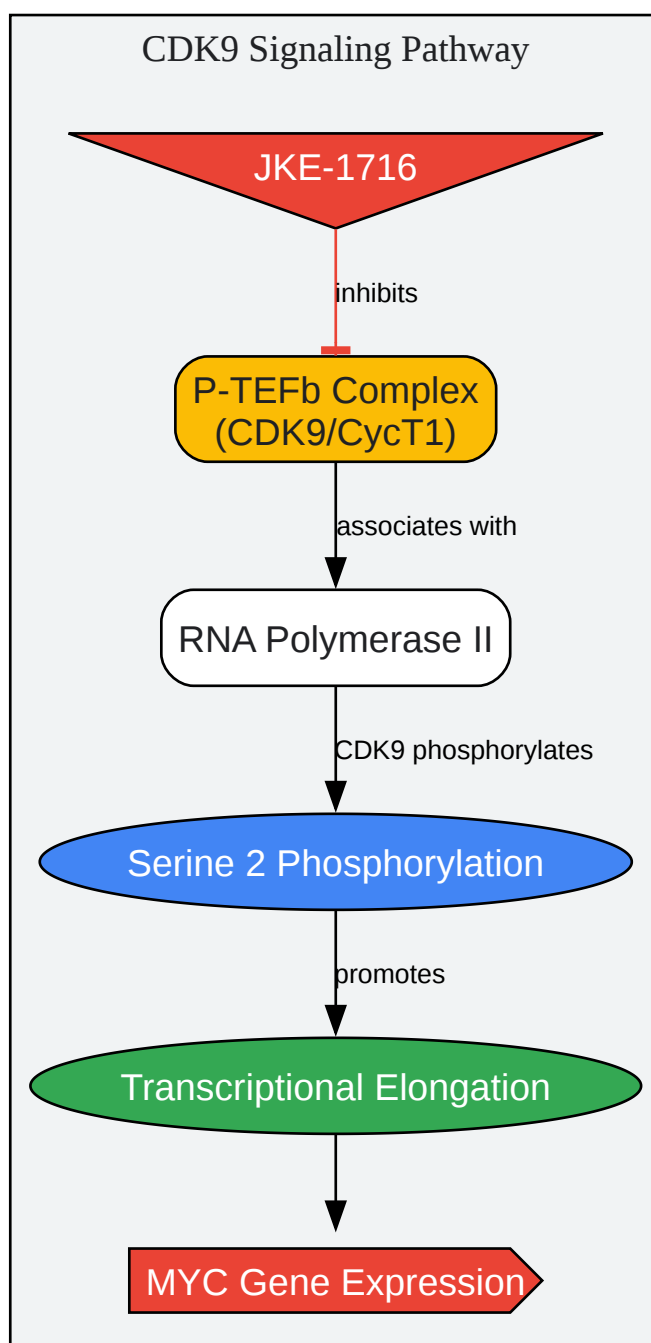 CDK9 Signaling Pathway
JKE-1716
inhibits
P-TEFb Complex
(CDK9/CycT1)
associates with
RNA Polymerase II
CDK9 phosphorylates
Serine 2 Phosphorylation
promotes
Transcriptional Elongation
MYC Gene Expression